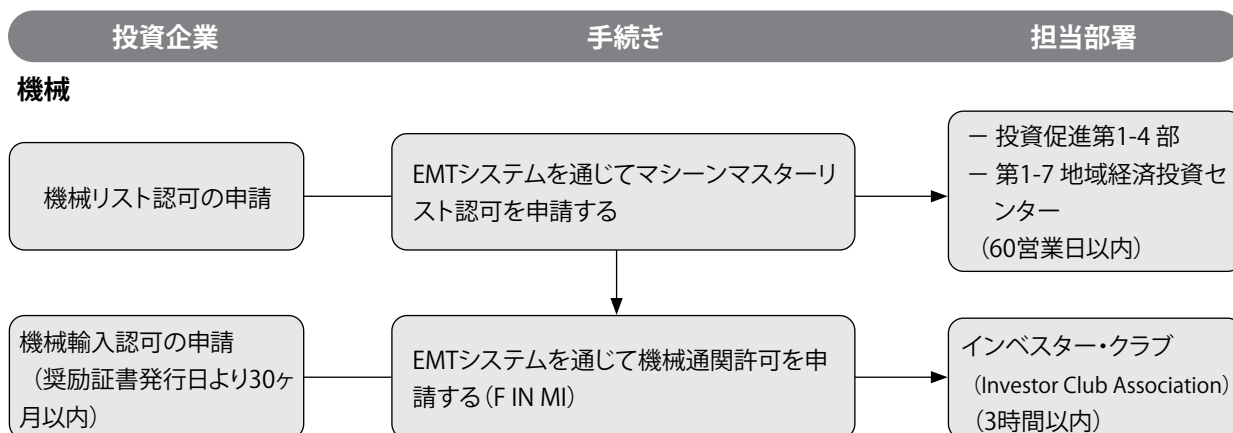 投資企業 手続き 担当部署
機械
機械リスト認可の申請
EMTシステムを通じてマシーンマスターリ
スト認可を申請する
－ 投資促進第1-4 部
－ 第1-7 地域経済投資セ
ンター
（60営業日以内）
機械輸入認可の申請
（奨励証書発行日より30ヶ
月以内）
EMTシステムを通じて機械通関許可を申
請する（F IN MI）
インベスター・クラブ
（Investor Club Association）
（3時間以内）